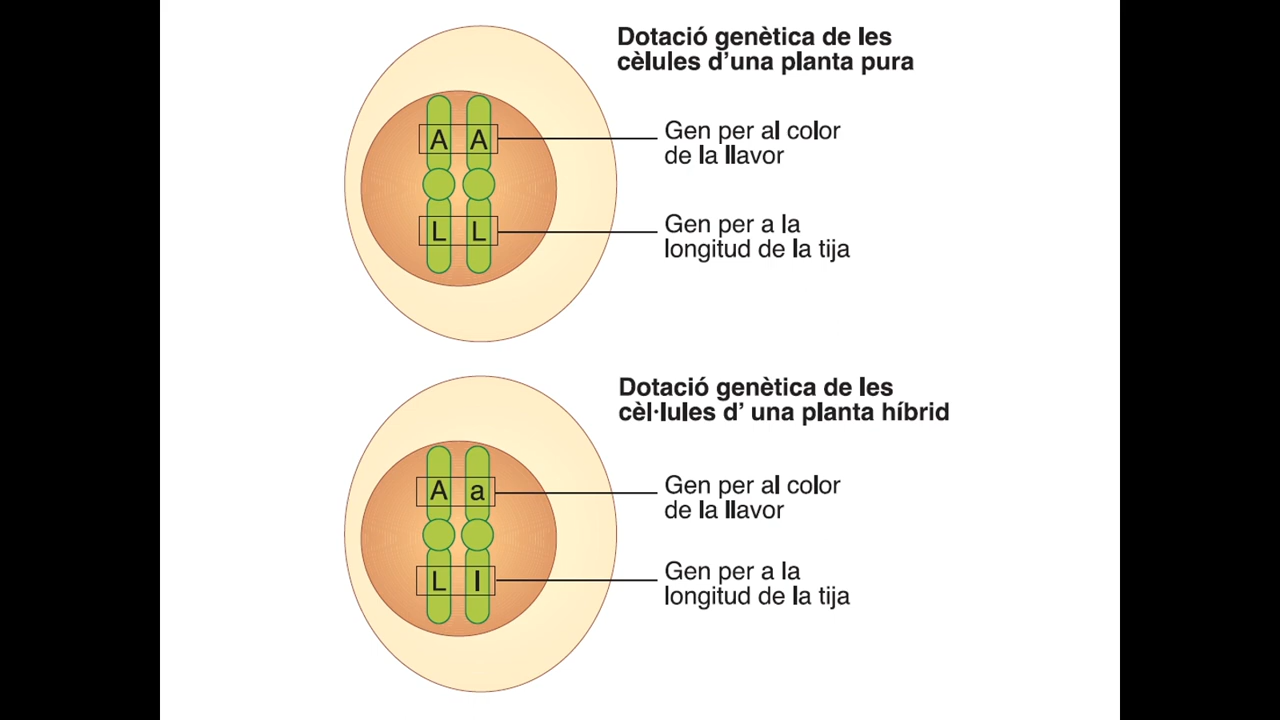 Dotació genètica de les
cèlules d'una planta pura
A A
Gen per al color
de la llavor
L L
Gen per a la
longitud de la tija
Dotació genètica de les
cèl·lules d' una planta híbrid
A a
Gen per al color
de la llavor
L l
Gen per a la
longitud de la tija